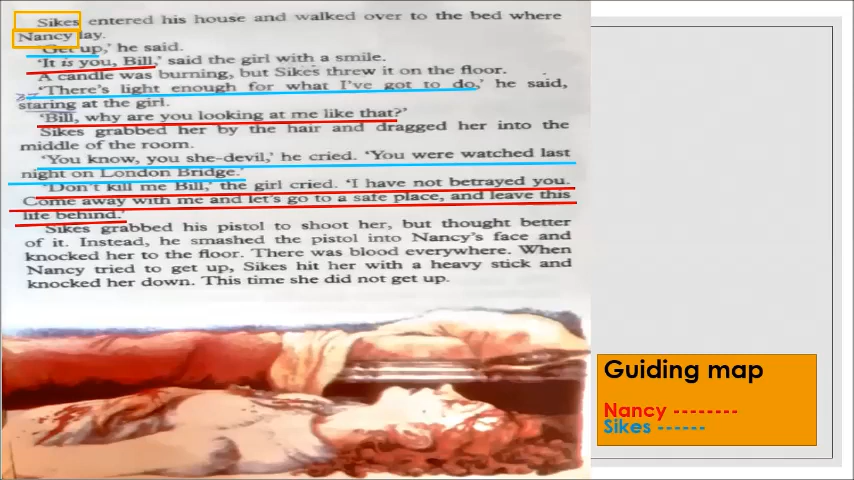 Sikes entered his house and walked over to the bed where
Nancy lay.
'Get up,' he said.
'It is you, Bill,' said the girl with a smile.
A candle was burning, but Sikes threw it on the floor.
'There's light enough for what I've got to do,' he said,
staring at the girl.
'Bill, why are you looking at me like that?'
Sikes grabbed her by the hair and dragged her into the
middle of the room.
'You know, you she-devil,' he cried. 'You were watched last
night on London Bridge.'
'Don't kill me Bill,' the girl cried. 'I have not betrayed you.
Come away with me and let's go to a safe place, and leave this
life behind.'
Sikes grabbed his pistol to shoot her, but thought better
of it. Instead, he smashed the pistol into Nancy's face and
knocked her to the floor. There was blood everywhere. When
Nancy tried to get up, Sikes hit her with a heavy stick and
knocked her down. This time she did not get up.
Guiding map
Nancy --------
Sikes ------